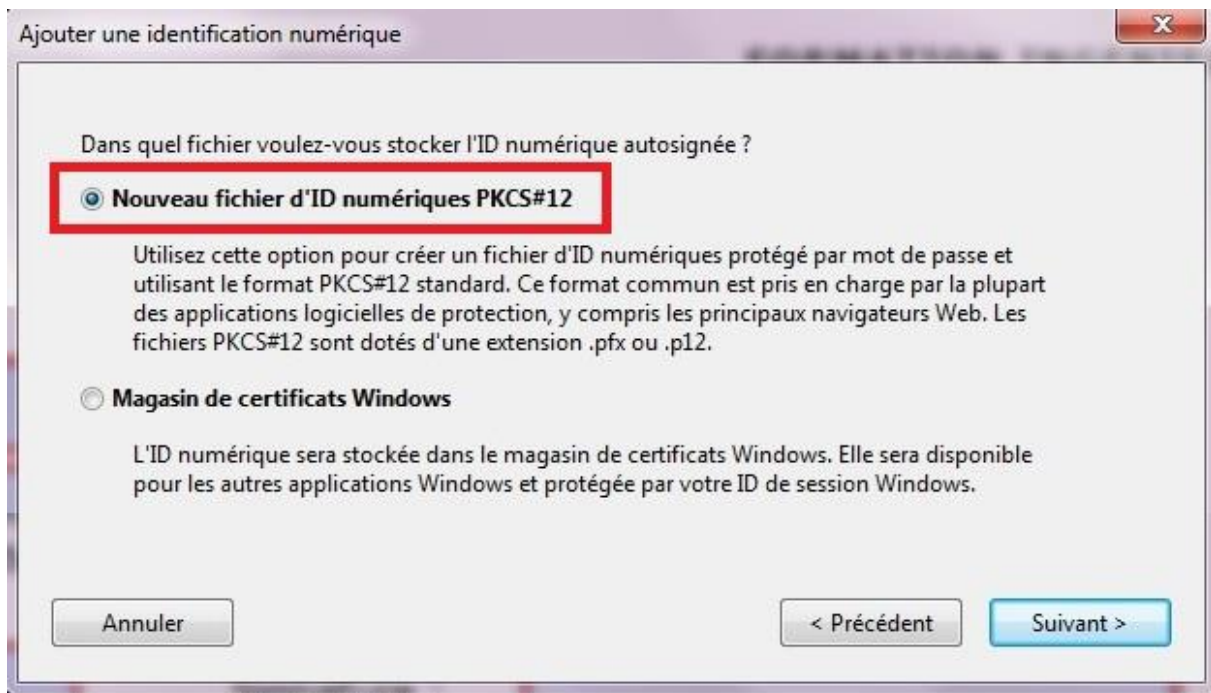 Ajouter une identification numérique
Dans quel fichier voulez-vous stocker l'ID numérique autosignée ?
Nouveau fichier d'ID numériques PKCS#12
Utilisez cette option pour créer un fichier d'ID numériques protégé par mot de passe et
utilisant le format PKCS#12 standard. Ce format commun est pris en charge par la plupart
des applications logicielles de protection, y compris les principaux navigateurs Web. Les
fichiers PKCS#12 sont dotés d'une extension .pfx ou .p12.
Magasin de certificats Windows
L'ID numérique sera stockée dans le magasin de certificats Windows. Elle sera disponible
pour les autres applications Windows et protégée par votre ID de session Windows.
Annuler
< Précédent
Suivant >